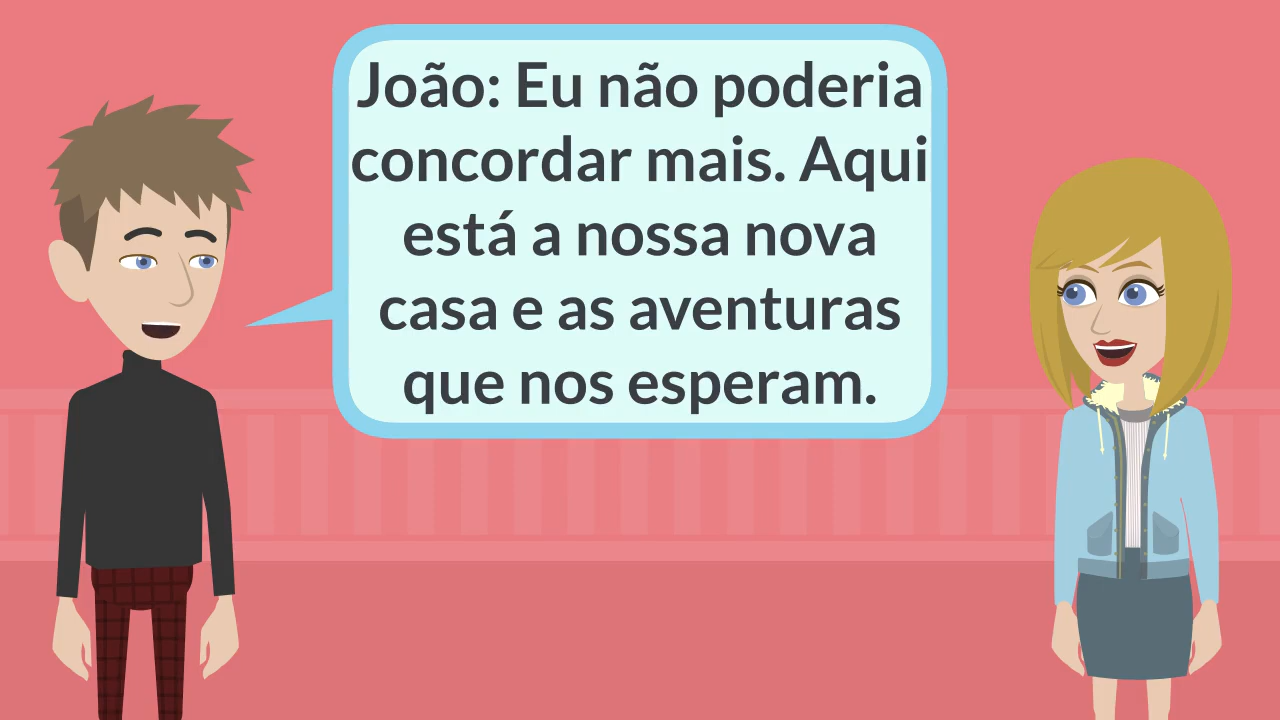 João: Eu não poderia
concordar mais. Aqui
está a nossa nova
casa e as aventuras
que nos esperam.